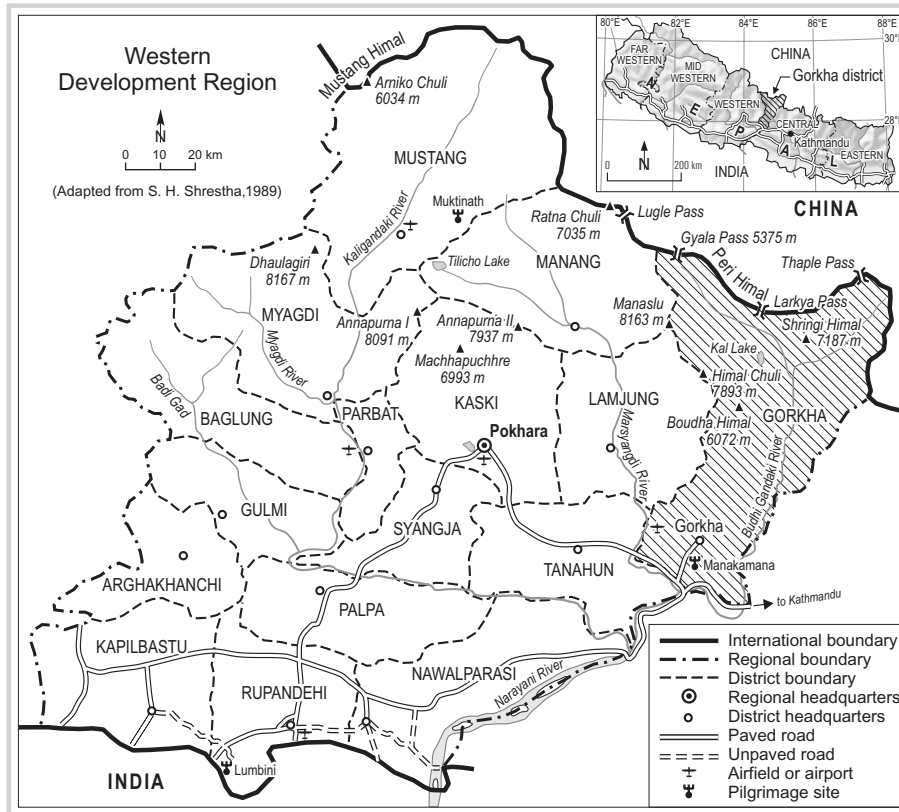 Western
Development Region
N
0 10 20 km
(Adapted from S. H. Shrestha,1989)
80°E 82°E 84°E 86°E 88°E
30°N
28°N
FAR
WESTERN
MID
WESTERN
WESTERN
CENTRAL
EASTERN
CHINA
Gorkha district
NEPAL
Kathmandu
INDIA
N
0 200 km
Mustang Himal
Arniko Chuli
6034 m
MUSTANG
Kaligandaki River
Muktinath
Ratna Chuli
7035 m
Lugle Pass
CHINA
Gyala Pass 5375 m
Peri Himal
Thaple Pass
Larkya Pass
Dhaulagiri
8167 m
Tilicho Lake
MANANG
Manaslu
8163 m
Shringi Himal
7187 m
MYAGDI
Myagdi River
Annapurna I
8091 m
Annapurna II
7937 m
Machhapuchhre
6993 m
Kal Lake
Himal Chuli
7893 m
Badi Gad
BAGLUNG
PARBAT
KASKI
LAMJUNG
Marsyangdi River
Boudha Himal
6072 m
GORKHA
Budhi Gandaki River
Pokhara
GULMI
SYANGJA
Gorkha
TANAHUN
Manakamana
ARGHAKHANCHI
PALPA
to Kathmandu
KAPILBASTU
NAWALPARASI
RUPANDEHI
Narayani River
INDIA
Lumbini
International boundary
Regional boundary
District boundary
Regional headquarters
District headquarters
Paved road
Unpaved road
Airfield or airport
Pilgrimage site